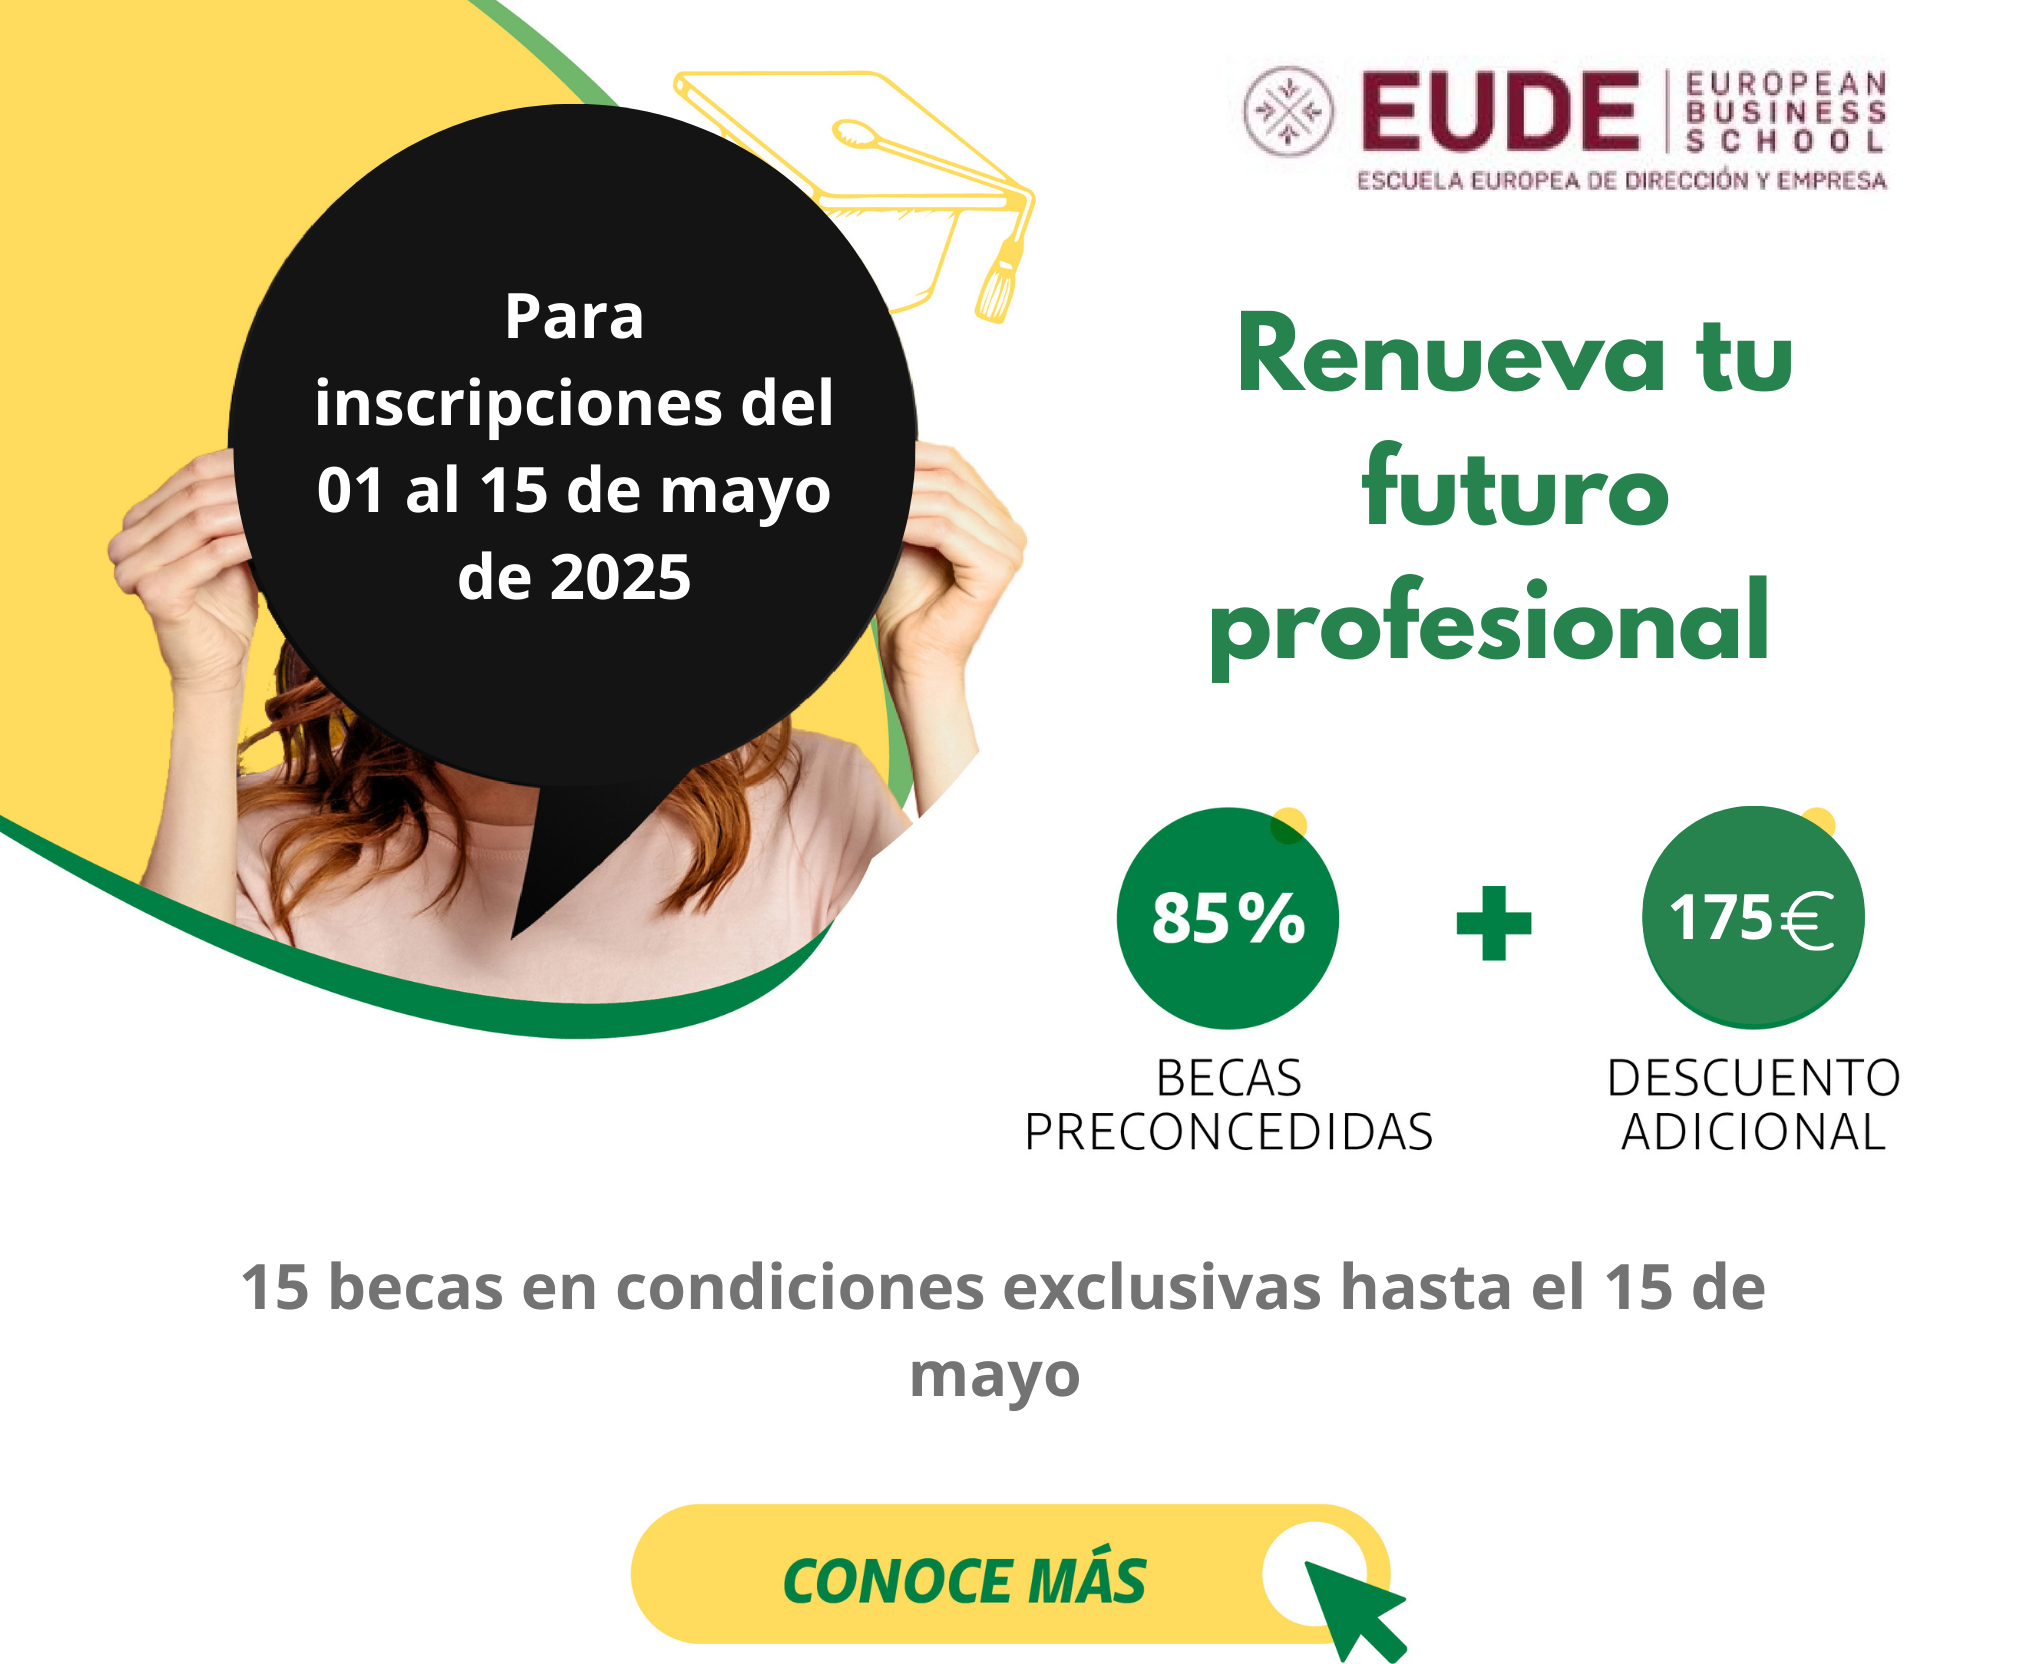 EUDE
EUROPEAN
BUSINESS
SCHOOL
ESCUELA EUROPEA DE DIRECCIÓN Y EMPRESA
Para
inscripciones del
01 al 15 de mayo
de 2025
Renueva tu
futuro
profesional
85%
+
175€
BECAS
PRECONCEDIDAS
DESCUENTO
ADICIONAL
15 becas en condiciones exclusivas hasta el 15 de
mayo
CONOCE MÁS